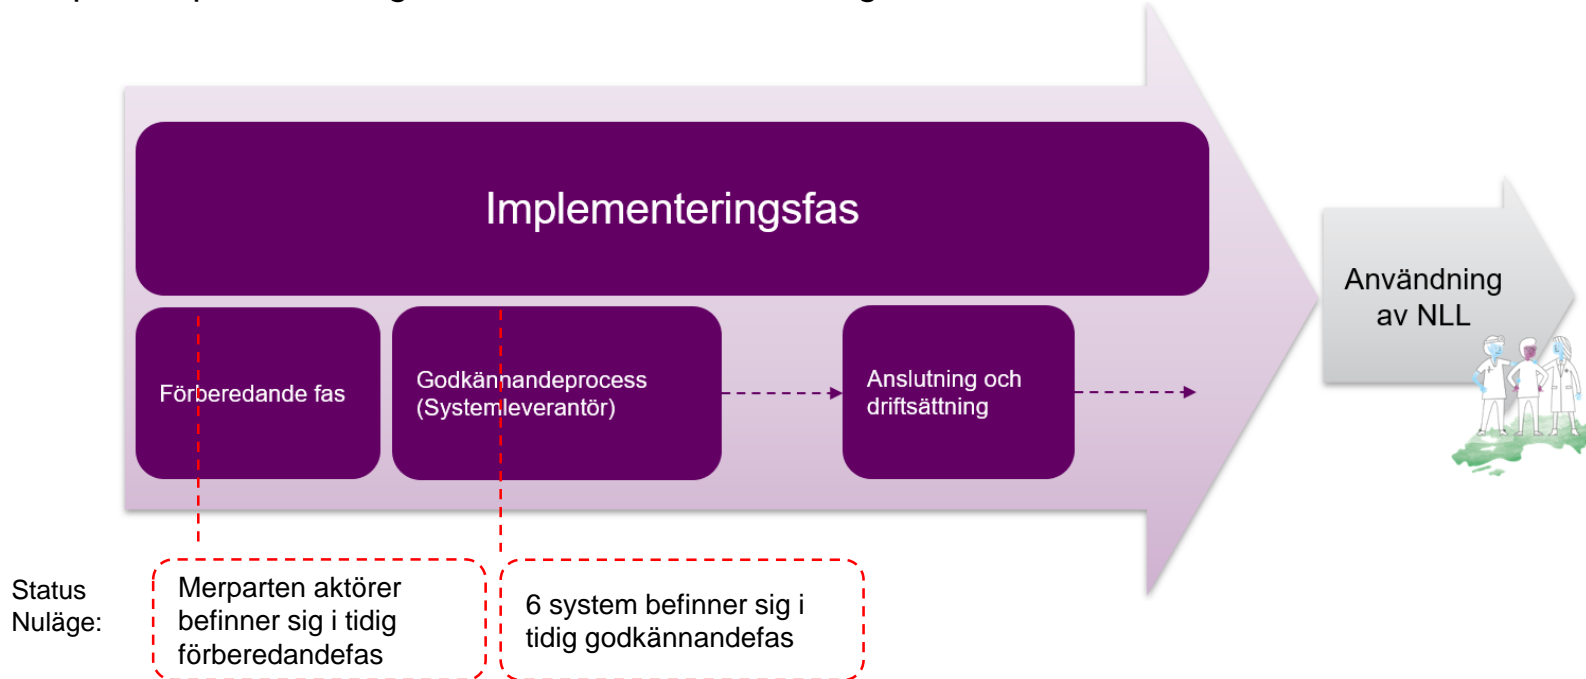 Implementeringsfas
Förberedande fas
Godkännandeprocess
(Systemleverantör)
Anslutning och
driftsättning
Användning
av NLL
Status
Nuläge:
Merparten aktörer
befinner sig i tidig
förberedandefas
6 system befinner sig i
tidig godkännandefas